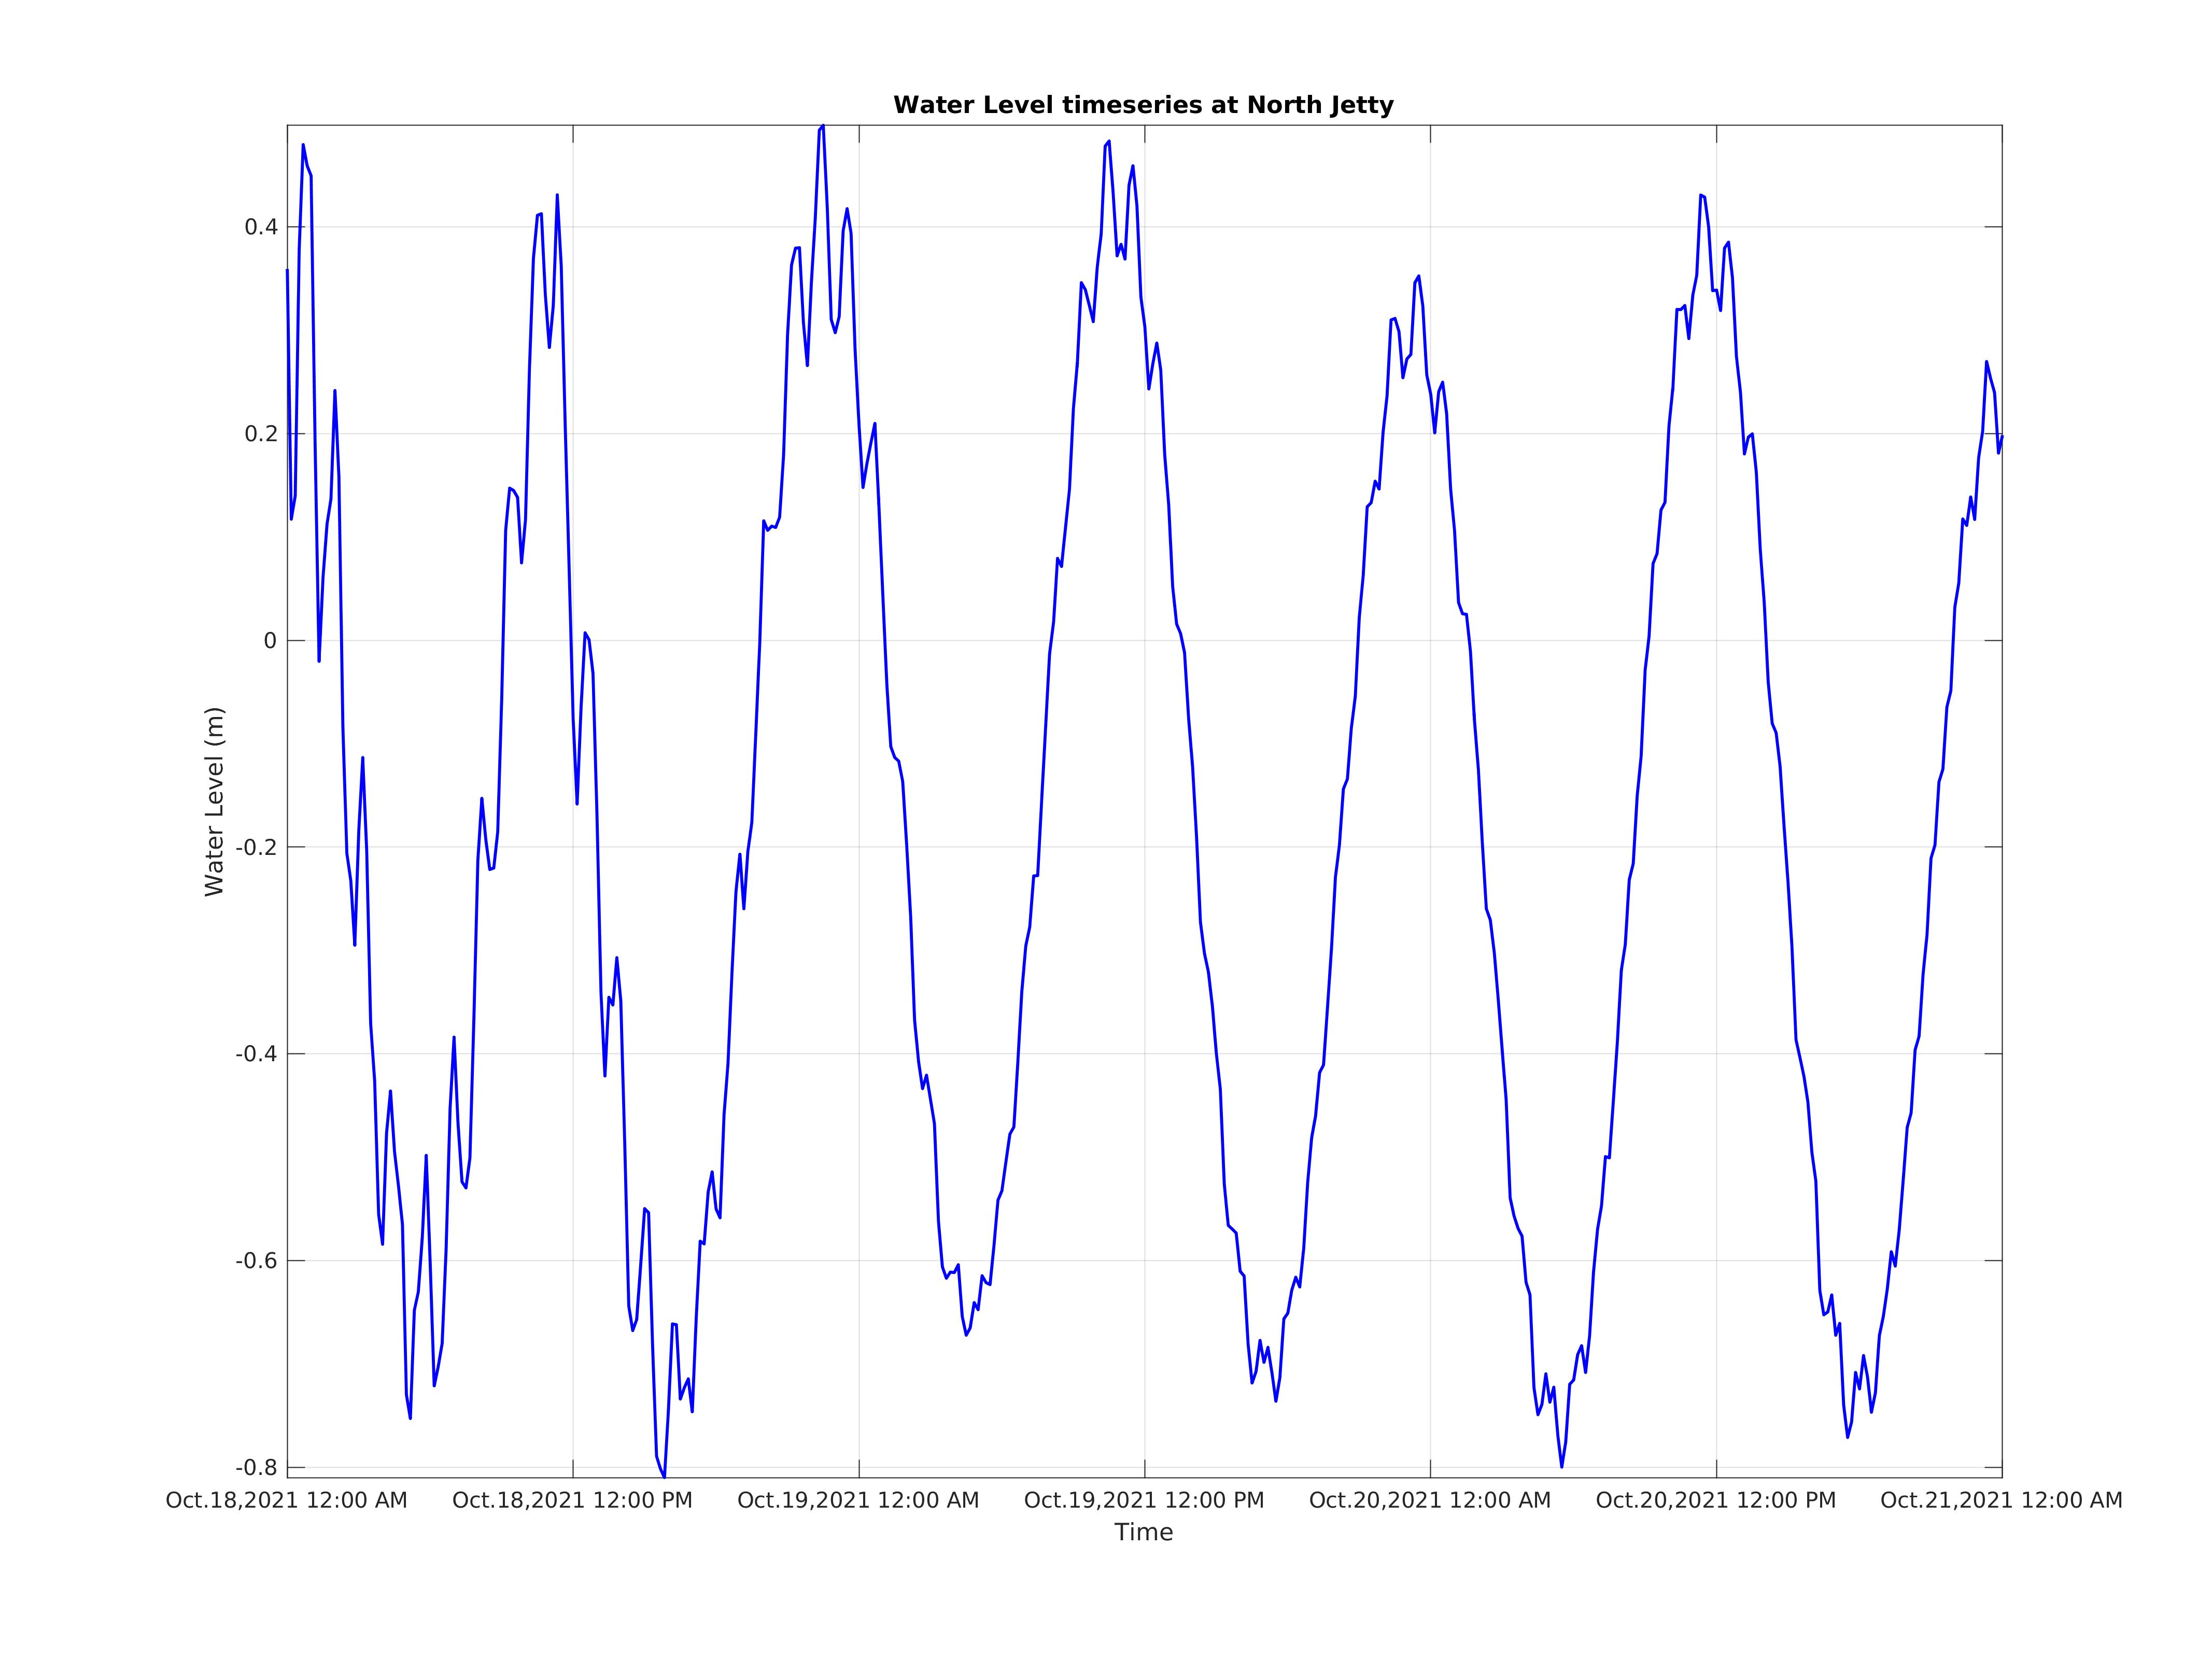 Water Level timeseries at North Jetty
0.4
0.2
0
-0.2
-0.4
-0.6
-0.8
Water Level (m)
Oct.18,2021 12:00 AM
Oct.18,2021 12:00 PM
Oct.19,2021 12:00 AM
Oct.19,2021 12:00 PM
Oct.20,2021 12:00 AM
Oct.20,2021 12:00 PM
Oct.21,2021 12:00 AM
Time